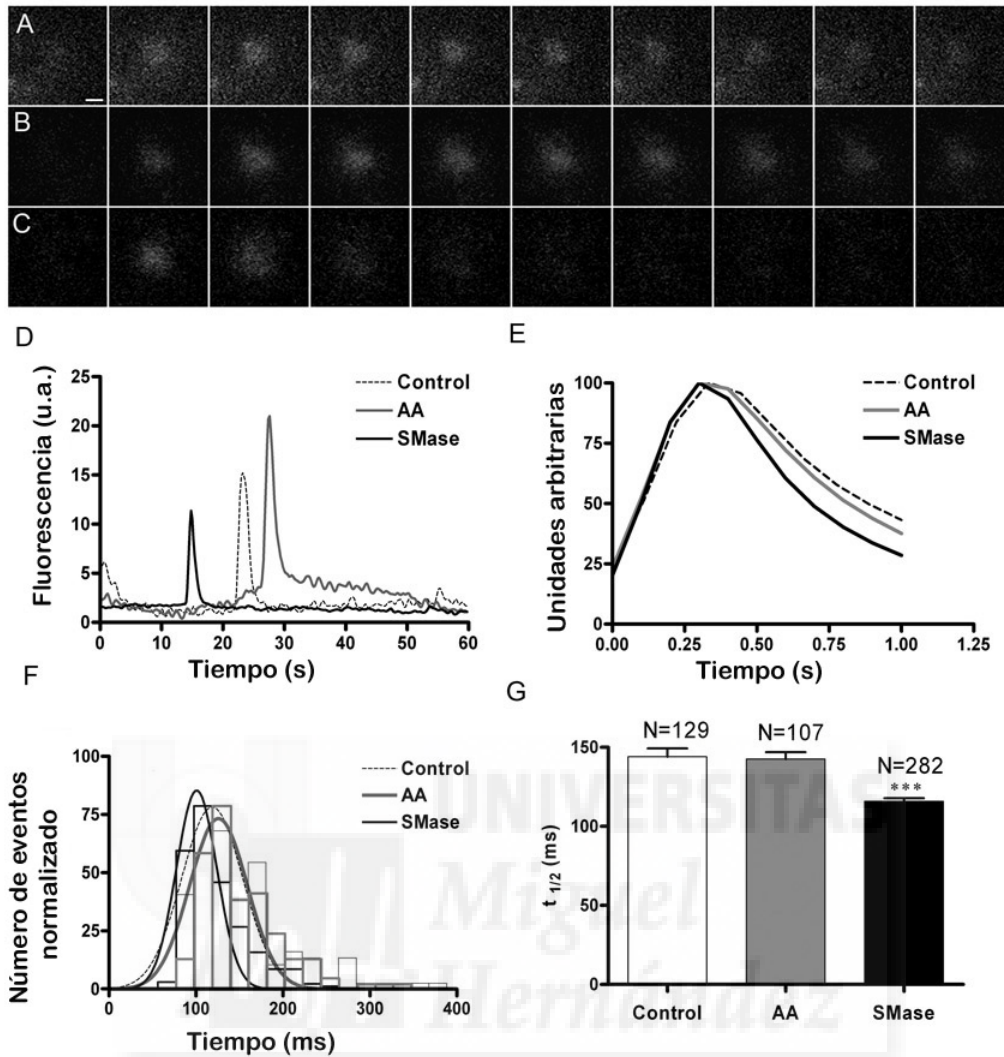 A
B
C
D
Fluorescencia (u.a.)
25
20
15
10
5
0
0 10 20 30 40 50 60
Tiempo (s)
Control
AA
SMase
E
Unidades arbitrarias
100
75
50
25
0
0.00 0.25 0.50 0.75 1.00 1.25
Tiempo (s)
Control
AA
SMase
F
Número de eventos
normalizado
100
75
50
25
0
0 100 200 300 400
Tiempo (ms)
Control
AA
SMase
G
t 1/2 (ms)
150
100
50
0
N=129
N=107
N=282
***
Control AA SMase
UNIVERSITAS
Miguel
Hernández